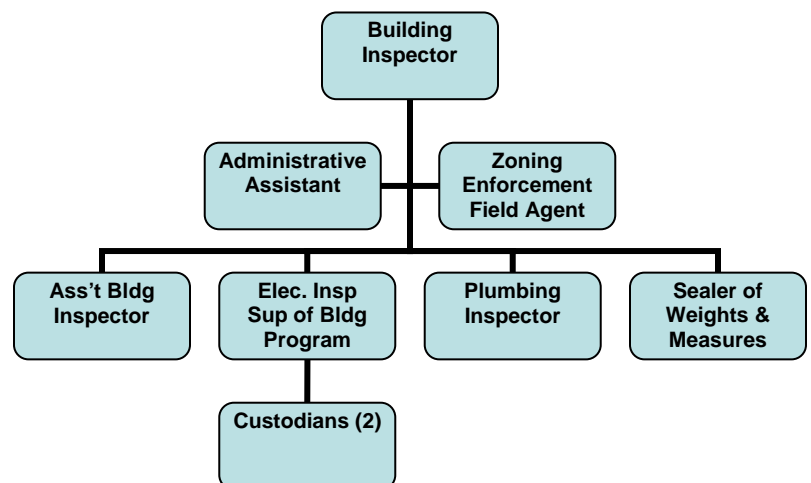 Building
Inspector
Administrative
Assistant
Zoning
Enforcement
Field Agent
Ass't Bldg
Inspector
Elec. Insp
Sup of Bldg
Program
Plumbing
Inspector
Sealer of
Weights &
Measures
Custodians (2)